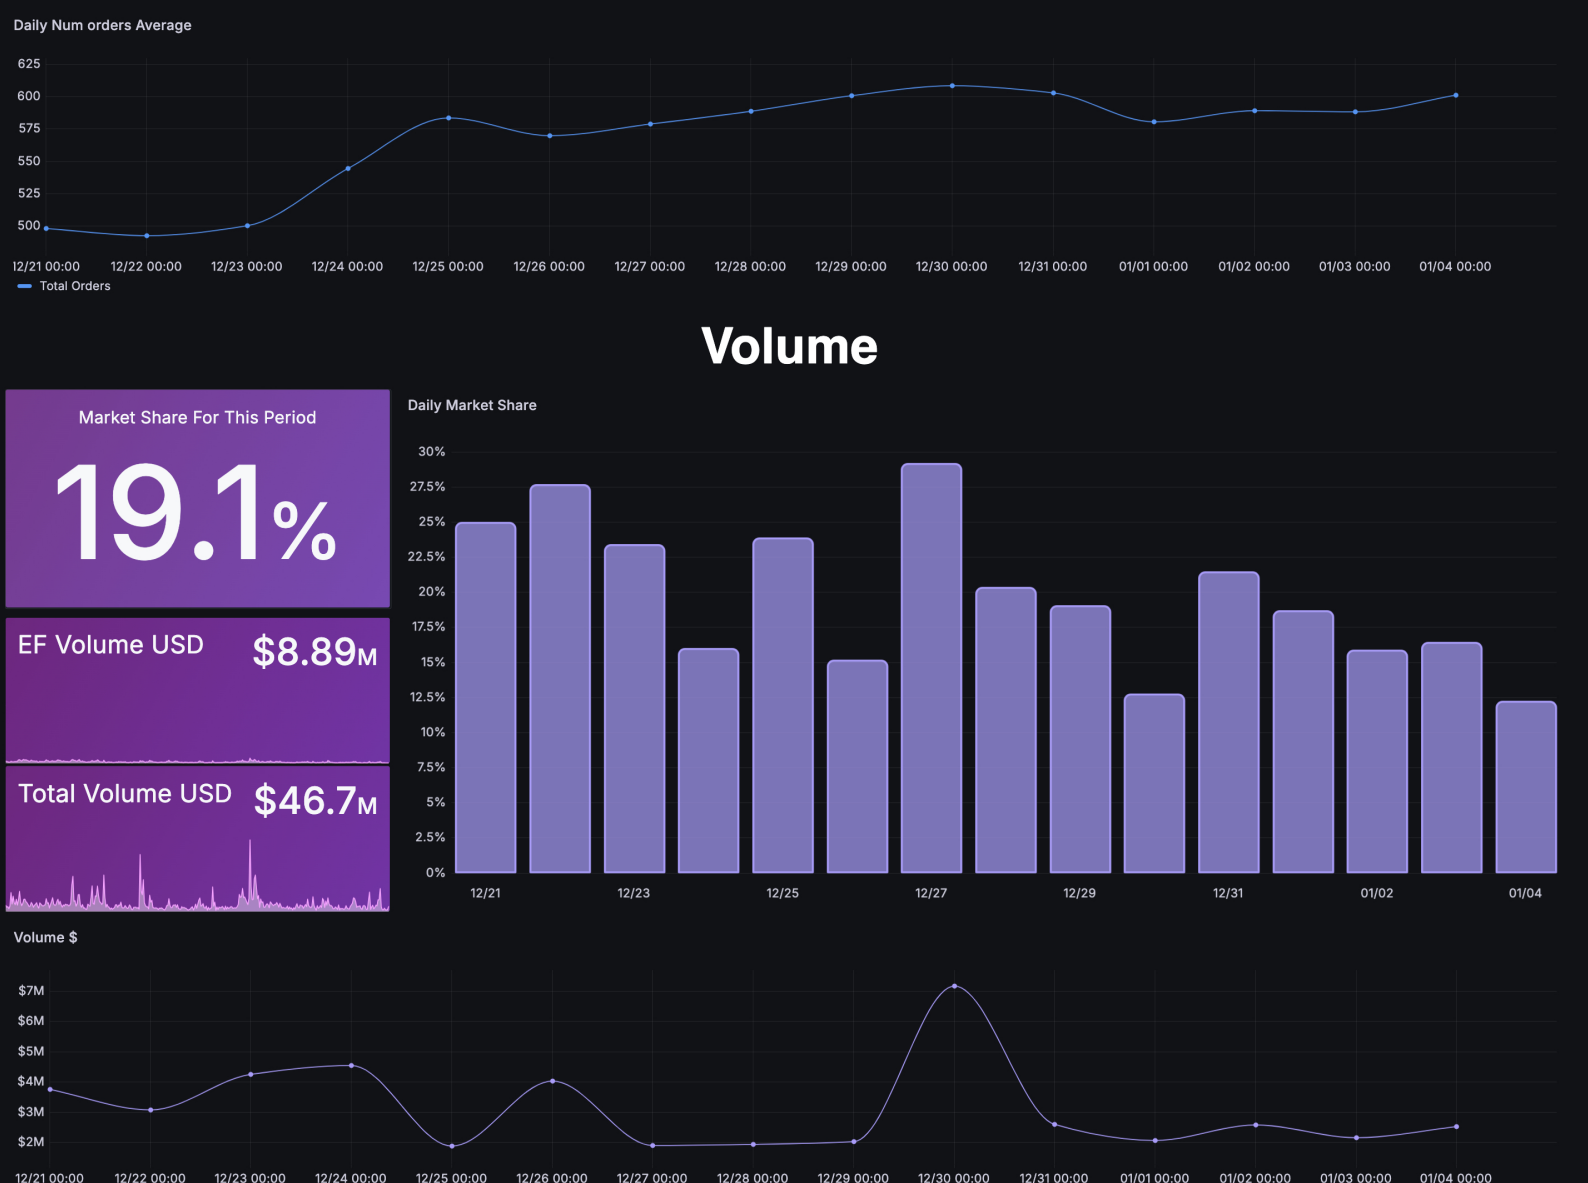 Daily Num orders Average
625
600
575
550
525
500
12/21 00:00 12/22 00:00 12/23 00:00 12/24 00:00 12/25 00:00 12/26 00:00 12/27 00:00 12/28 00:00 12/29 00:00 12/30 00:00 12/31 00:00 01/01 00:00 01/02 00:00 01/03 00:00 01/04 00:00
Total Orders
Volume
Market Share For This Period
19.1%
EF Volume USD $8.89M
Total Volume USD $46.7M
Daily Market Share
30%
27.5%
25%
22.5%
20%
17.5%
15%
12.5%
10%
7.5%
5%
2.5%
0%
12/21 12/23 12/25 12/27 12/29 12/31 01/02 01/04
Volume $
$7M
$6M
$5M
$4M
$3M
$2M
12/21 00:00 12/22 00:00 12/23 00:00 12/24 00:00 12/25 00:00 12/26 00:00 12/27 00:00 12/28 00:00 12/29 00:00 12/30 00:00 12/31 00:00 01/01 00:00 01/02 00:00 01/03 00:00 01/04 00:00